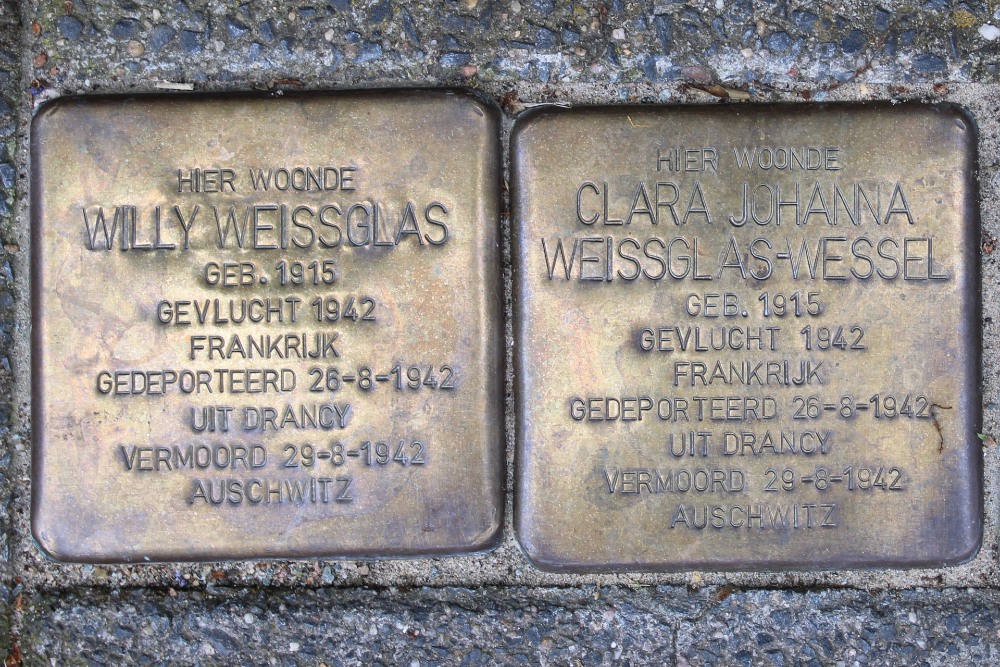 HIER WOONDE
WILLY WEISSGLAS
GEB. 1915
GEVLUCHT 1942
FRANKRIJK
GEDEPORTEERD 26-8-1942
UIT DRANCY
VERMOORD 29-8-1942
AUSCHWITZ
HIER WOONDE
CLARA JOHANNA
WEISSGLAS-WESSEL
GEB. 1915
GEVLUCHT 1942
FRANKRIJK
GEDEPORTEERD 26-8-1942
UIT DRANCY
VERMOORD 29-8-1942
AUSCHWITZ